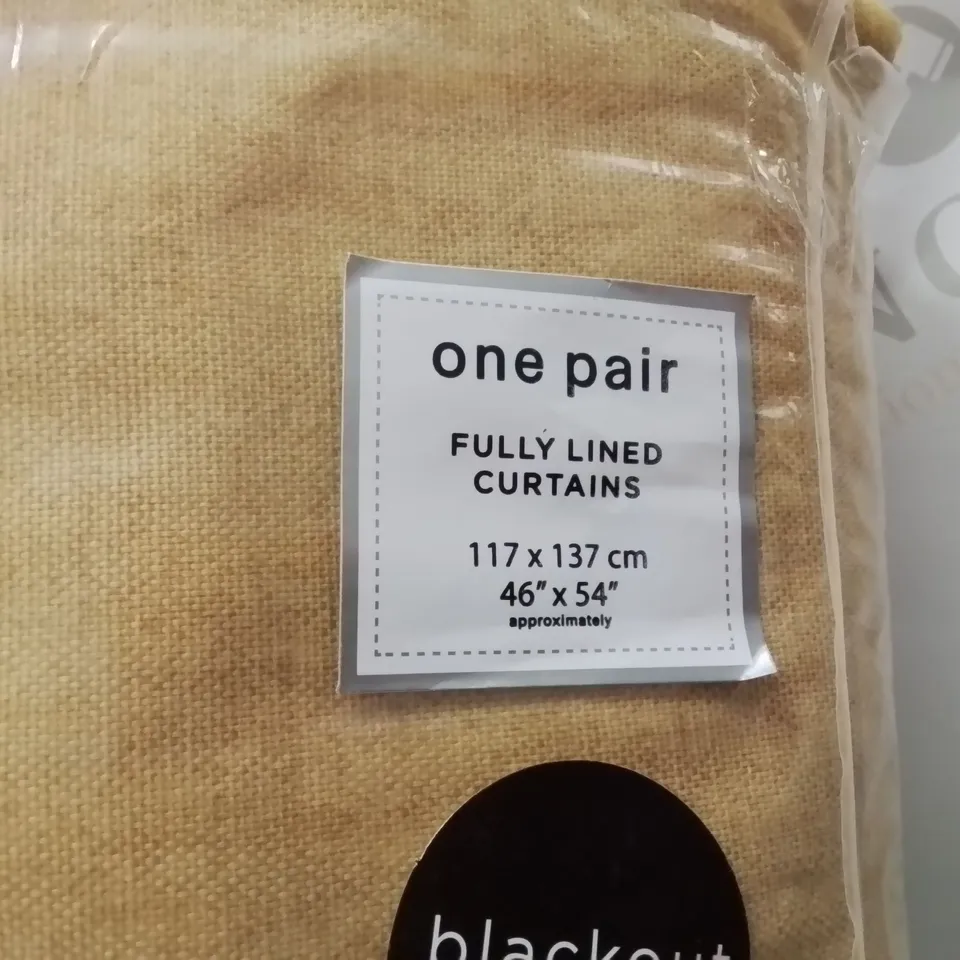 one pair
FULLY LINED
CURTAINS
117 x 137 cm
46" x 54"
approximately
blackout